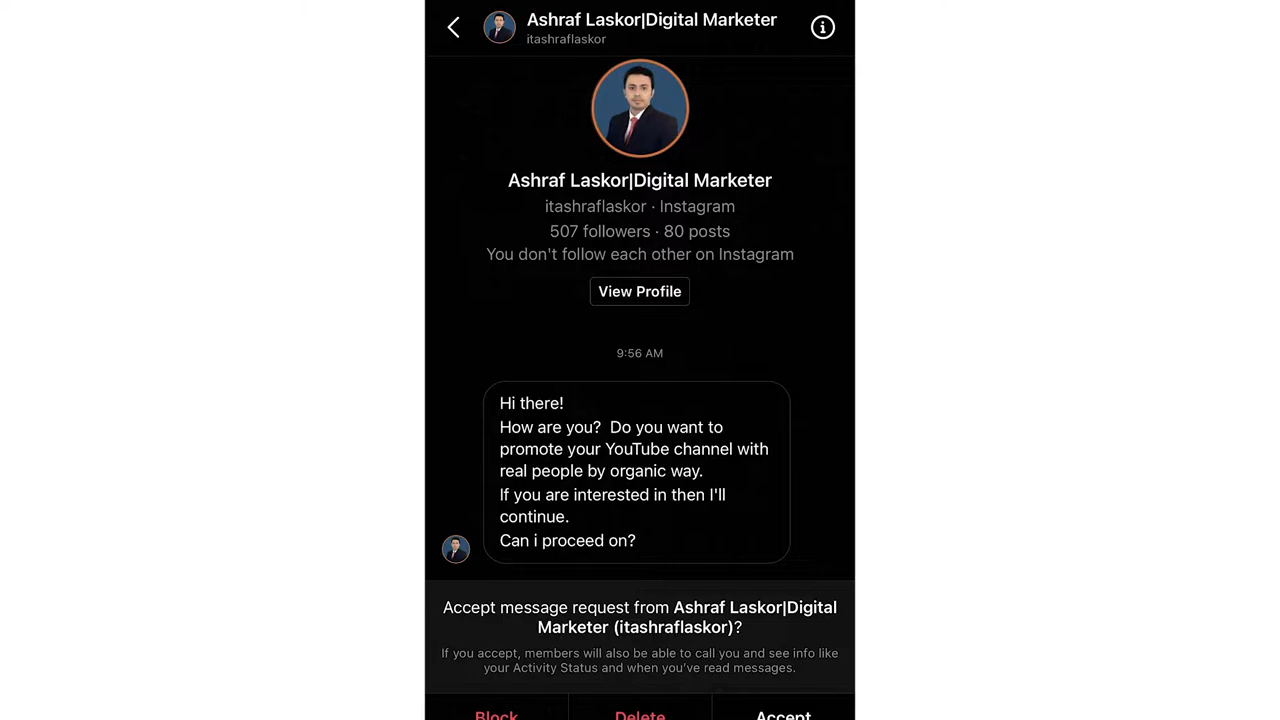 Ashraf Laskor|Digital Marketer
itashraflaskor
Ashraf Laskor|Digital Marketer
itashraflaskor · Instagram
507 followers · 80 posts
You don't follow each other on Instagram
View Profile
9:56 AM
Hi there!
How are you?  Do you want to
promote your YouTube channel with
real people by organic way.
If you are interested in then I'll
continue.
Can i proceed on?
Accept message request from Ashraf Laskor|Digital
Marketer (itashraflaskor)?
If you accept, members will also be able to call you and see info like
your Activity Status and when you've read messages.
Block Delete Accept